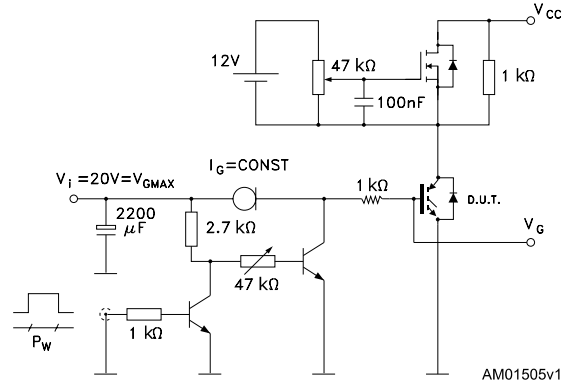 V_CC
12V
47 kΩ
1 kΩ
100nF
I_G=CONST
V_i =20V=V_GMAX
1 kΩ
D.U.T.
2200
μF
2.7 kΩ
V_G
47 kΩ
1 kΩ
P_W
AM01505v1